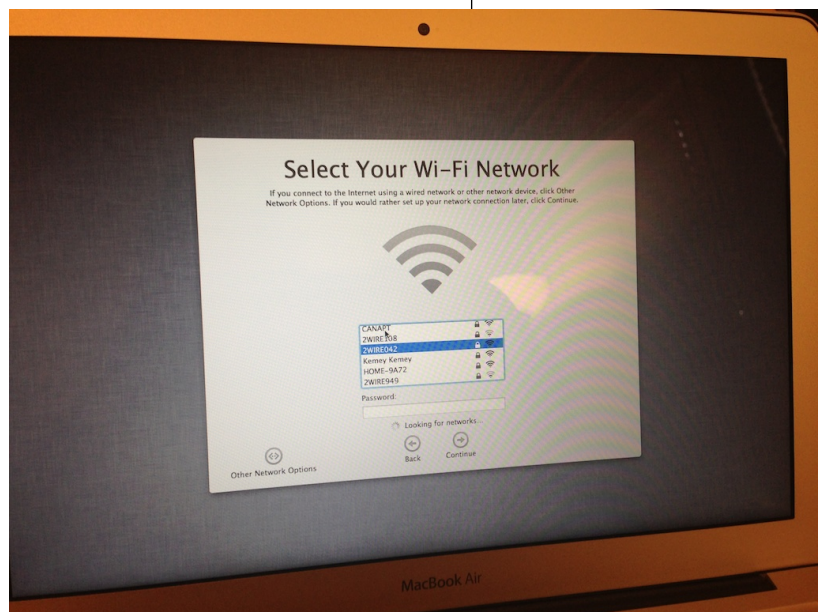 Select Your Wi-Fi Network
If you connect to the Internet using a wired network or other network device, click Other
Network Options. If you would rather set up your network connection later, click Continue.
CANAPT
2WIRE108
2WIRE042
Kemey Kemey
HOME-9A72
2WIRE949
Password:
Looking for networks...
Back
Continue
Other Network Options
MacBook Air